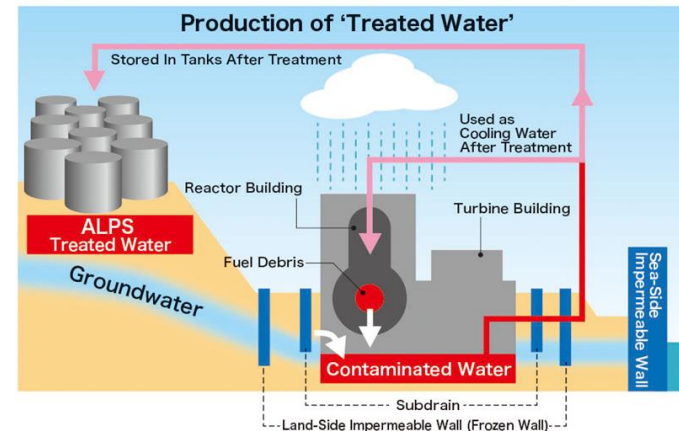 Production of ‘Treated Water’
Stored In Tanks After Treatment
Used as
Cooling Water
After Treatment
Reactor Building
Turbine Building
ALPS
Treated Water
Fuel Debris
Groundwater
Sea-Side
Impermeable Wall
Contaminated Water
Subdrain
Land-Side Impermeable Wall (Frozen Wall)